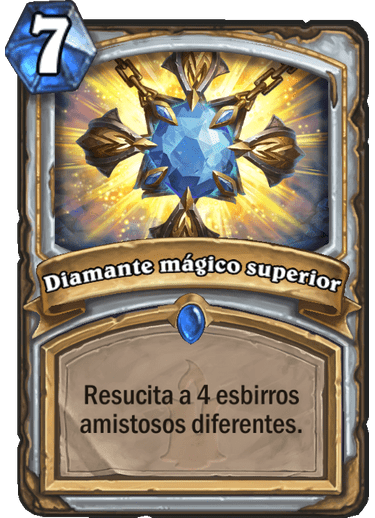 7
Diamante mágico superior
Resucita a 4 esbirros
amistosos diferentes.